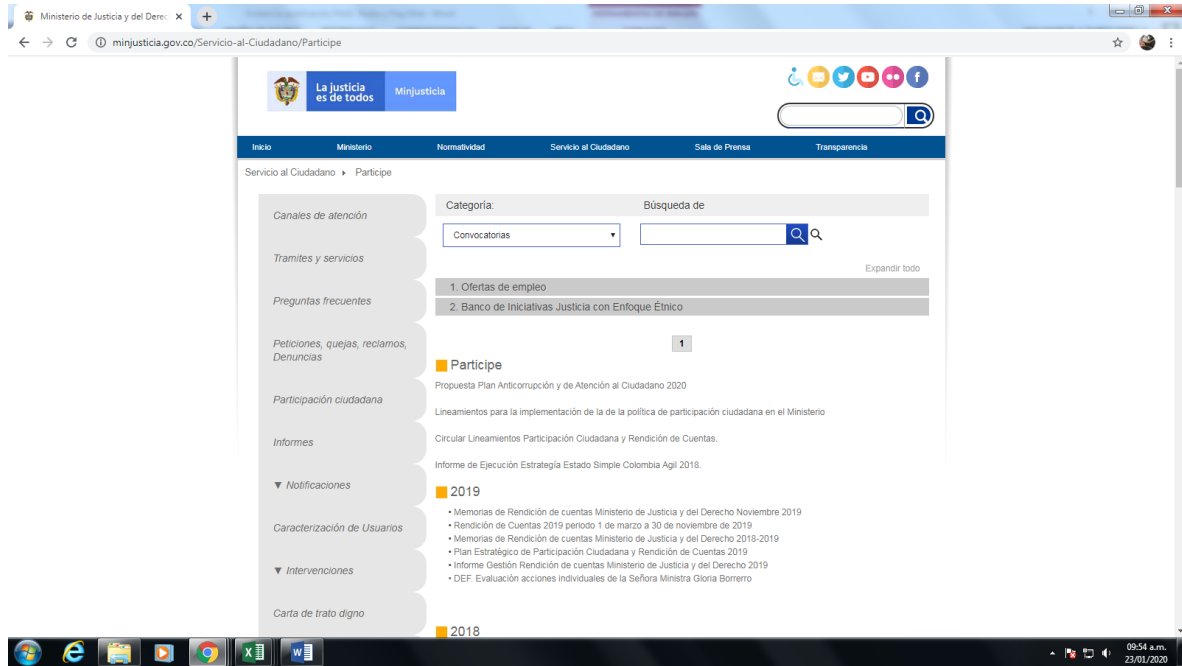 Ministerio de Justicia y del Derec
minjusticia.gov.co/Servicio-al-Ciudadano/Participe
La justicia
es de todos
Minjusticia
Inicio
Ministerio
Normatividad
Servicio al Ciudadano
Sala de Prensa
Transparencia
Servicio al Ciudadano
Participe
Canales de atención
Tramites y servicios
Preguntas frecuentes
Peticiones, quejas, reclamos,
Denuncias
Participación ciudadana
Informes
▼ Notificaciones
Caracterización de Usuarios
▼ Intervenciones
Carta de trato digno
Categoría:
Búsqueda de
Convocatorias
Expandir todo
1. Ofertas de empleo
2. Banco de Iniciativas Justicia con Enfoque Étnico
1
Participe
Propuesta Plan Anticorrupción y de Atención al Ciudadano 2020
Lineamientos para la implementación de la de la política de participación ciudadana en el Ministerio
Circular Lineamientos Participación Ciudadana y Rendición de Cuentas.
Informe de Ejecución Estrategía Estado Simple Colombia Agil 2018.
2019
• Memorias de Rendición de cuentas Ministerio de Justicia y del Derecho Noviembre 2019
• Rendición de Cuentas 2019 periodo 1 de marzo a 30 de noviembre de 2019
• Memorias de Rendición de cuentas Ministerio de Justicia y del Derecho 2018-2019
• Plan Estratégico de Participación Ciudadana y Rendición de Cuentas 2019
• Informe Gestión Rendición de cuentas Ministerio de Justicia y del Derecho 2019
• DEF. Evaluación acciones individuales de la Señora Ministra Gloria Borrerro
2018
09:54 a.m.
23/01/2020